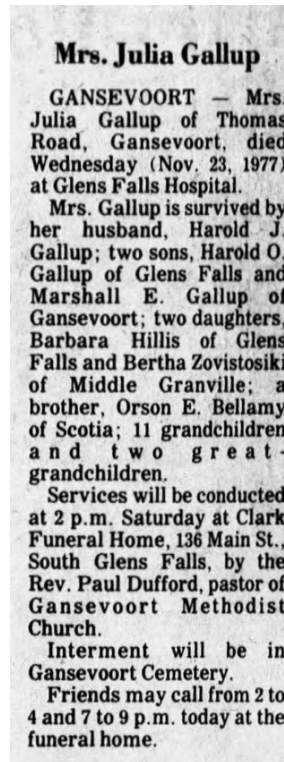 Mrs. Julia Gallup
GANSEVOORT — Mrs.
Julia Gallup of Thomas
Road, Gansevoort, died
Wednesday (Nov. 23, 1977)
at Glens Falls Hospital.
Mrs. Gallup is survived by
her husband, Harold J.
Gallup; two sons, Harold O.
Gallup of Glens Falls and
Marshall E. Gallup of
Gansevoort; two daughters,
Barbara Hillis of Glens
Falls and Bertha Zovistosiki
of Middle Granville; a
brother, Orson E. Bellamy
of Scotia; 11 grandchildren
and two great-
grandchildren.
Services will be conducted
at 2 p.m. Saturday at Clark
Funeral Home, 136 Main St.,
South Glens Falls, by the
Rev. Paul Dufford, pastor of
Gansevoort Methodist
Church.
Interment will be in
Gansevoort Cemetery.
Friends may call from 2 to
4 and 7 to 9 p.m. today at the
funeral home.